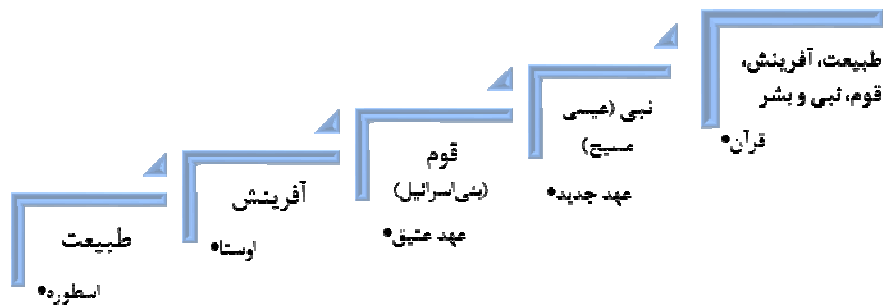 طبیعت
اسطوره•
آفرینش
اوستا•
قوم
(بنی‌اسرائیل)
عهد عتیق•
نبی (عیسی
مسیح)
عهد جدید•
طبیعت، آفرینش،
قوم، نبی و بشر
قرآن•